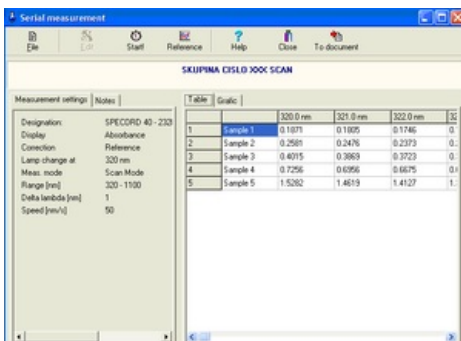 Serial measurement
File Edit Start! Reference Help Close To document
SKUPINA CISLO XXX SCAN
Measurement settings Notes
Designation: SPECORD 40 - 232
Display Absorbance
Correction Reference
Lamp change at 320 nm
Meas. mode Scan Mode
Range [nm] 320 - 1100
Delta lambda [nm] 1
Speed [nm/s] 50
Table Grafic
320.0 nm 321.0 nm 322.0 nm
1 Sample 1 0.1871 0.1805 0.1746
2 Sample 2 0.2581 0.2476 0.2373
3 Sample 3 0.4015 0.3869 0.3723
4 Sample 4 0.7256 0.6956 0.6675
5 Sample 5 1.5282 1.4619 1.4127